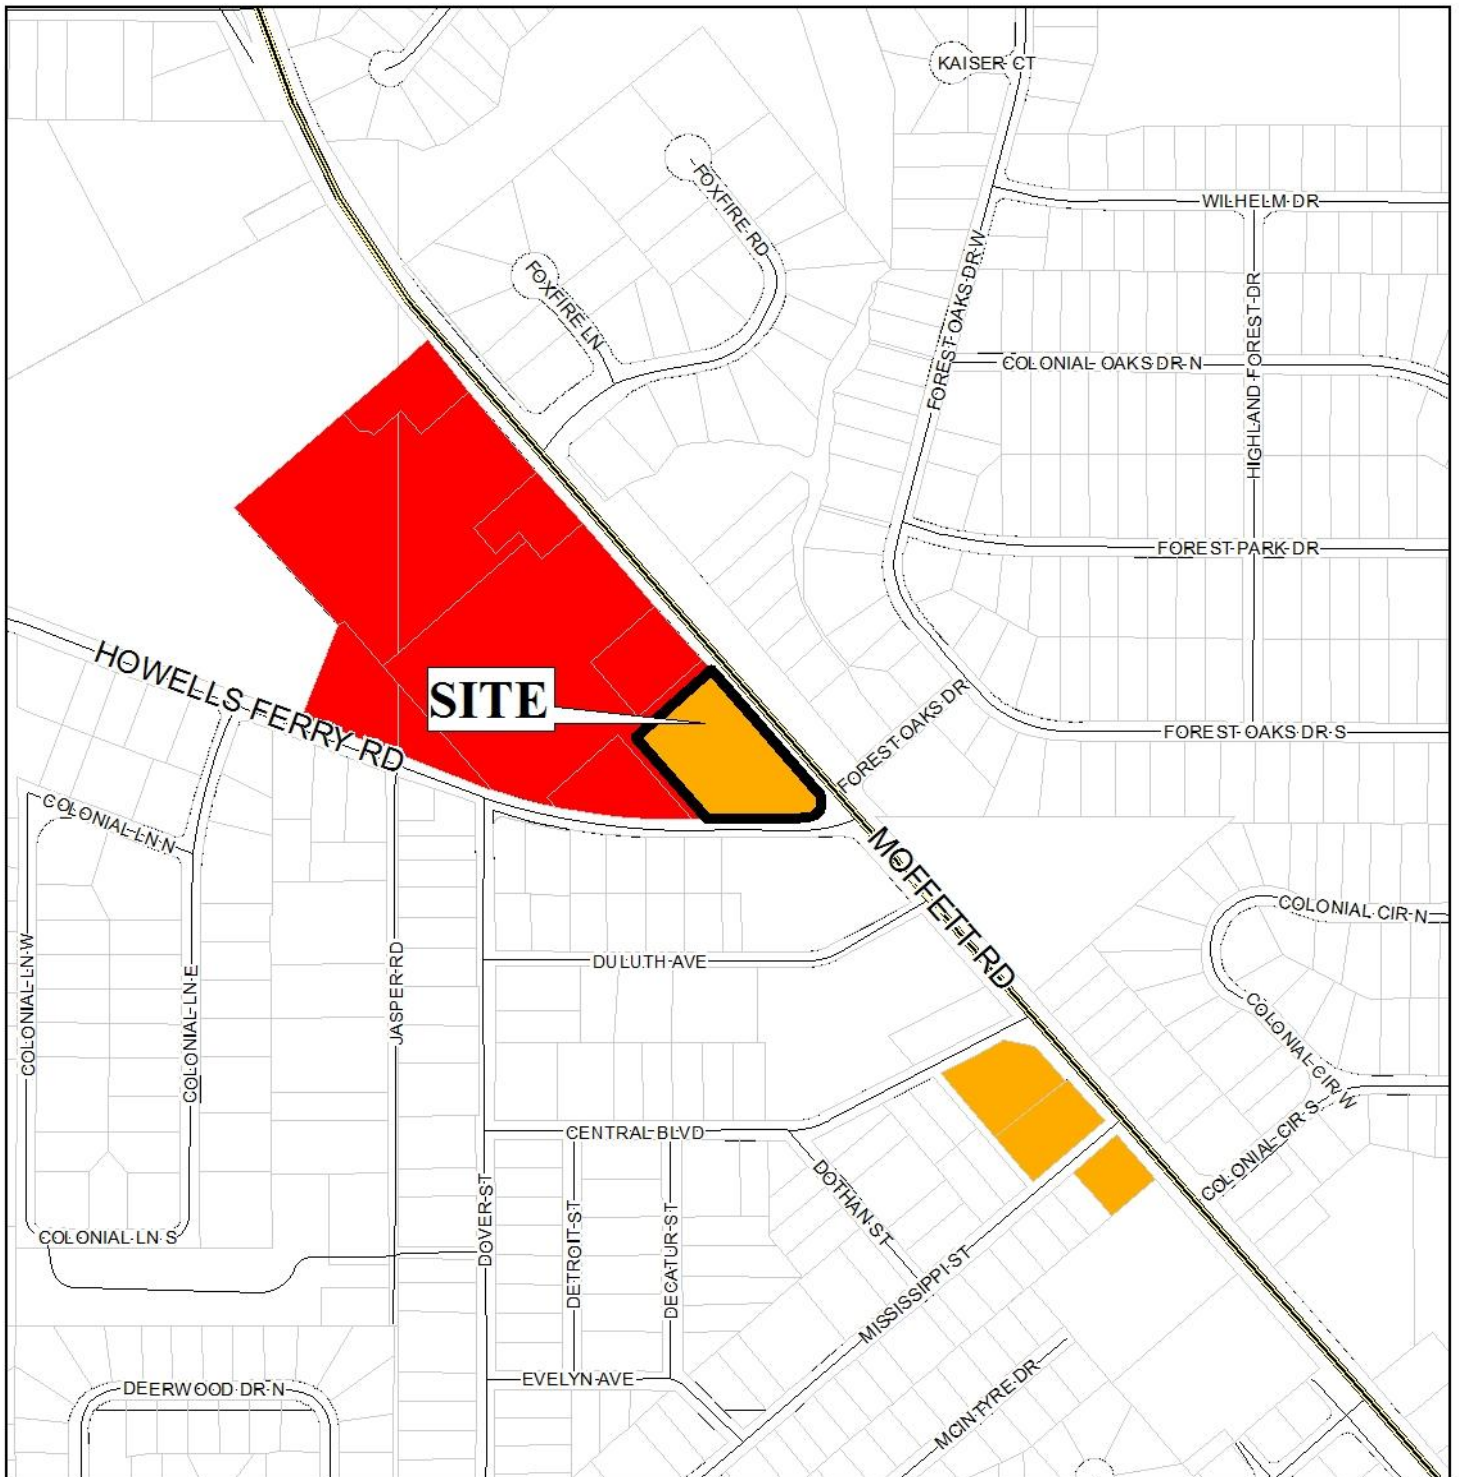 KAISER CT
FOXFIRE RD
WILHELM DR
FOREST OAKS DR W
FOXFIRE LN
HIGHLAND FOREST DR
COLONIAL OAKS DR N
FOREST PARK DR
HOWELLS FERRY RD
SITE
FOREST OAKS DR
FOREST OAKS DR S
COLONIAL LN N
MOFFETT RD
COLONIAL CIR N
COLONIAL LN W
COLONIAL LN E
JASPER RD
DULUTH AVE
COLONIAL CIR W
CENTRAL BLVD
COLONIAL CIR S
DOTHAN ST
COLONIAL LN S
DOVER ST
DETROIT ST
DECATUR ST
MISSISSIPPI ST
EVELYN AVE
DEERWOOD DR N
MCINTYRE DR